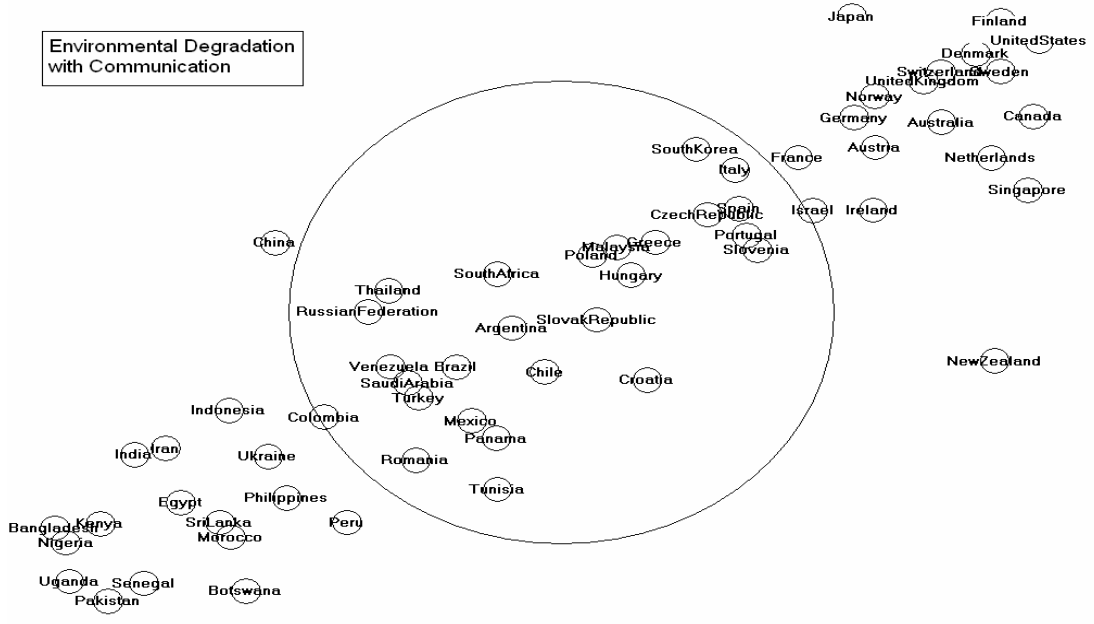 Japan
Finland
UnitedStates
Environmental Degradation
with Communication
Denmark
Switzerland
Sweden
UnitedKingdom
Norway
Germany
Australia
Canada
SouthKorea
France
Austria
Netherlands
Italy
Singapore
CzechRepublic
Spain
Israel
Ireland
China
Portugal
Malaysia
Greece
Poland
Slovenia
SouthAfrica
Hungary
Thailand
RussianFederation
Argentina
SlovakRepublic
NewZealand
Venezuela
Brazil
Chile
Croatia
SaudiArabia
Turkey
Indonesia
Colombia
Mexico
Panama
India
Iran
Ukraine
Romania
Tunisia
Egypt
Philippines
Bangladesh
Kenya
SriLanka
Peru
Nigeria
Morocco
Uganda
Senegal
Botswana
Pakistan